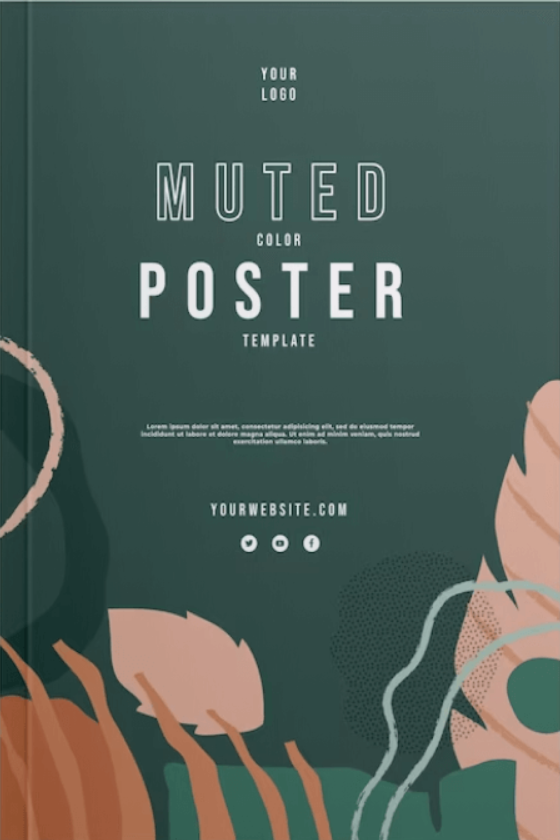 YOUR
LOGO
MUTED
COLOR
POSTER
TEMPLATE
Lorem ipsum dolor sit amet, consectetur adipisicing elit, sed do eiusmod tempor
incididunt ut labore et dolore magna aliqua. Ut enim ad minim veniam, quis nostrud
exercitation ullamco laboris.
YOURWEBSITE.COM